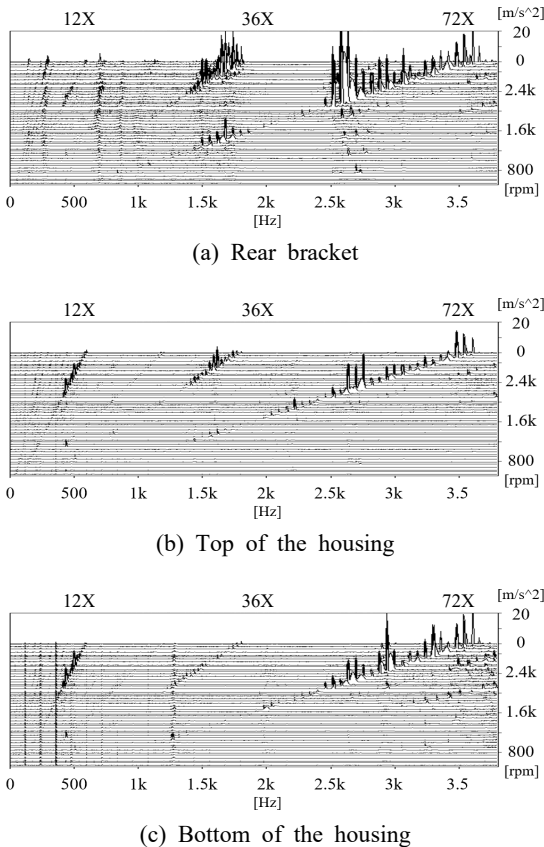 12X 36X 72X [m/s^2]
20
0
2.4k
1.6k
800
0 500 1k 1.5k 2k 2.5k 3k 3.5 [rpm]
[Hz]
(a) Rear bracket
12X 36X 72X [m/s^2]
20
0
2.4k
1.6k
800
0 500 1k 1.5k 2k 2.5k 3k 3.5 [rpm]
[Hz]
(b) Top of the housing
12X 36X 72X [m/s^2]
20
0
2.4k
1.6k
800
0 500 1k 1.5k 2k 2.5k 3k 3.5 [rpm]
[Hz]
(c) Bottom of the housing